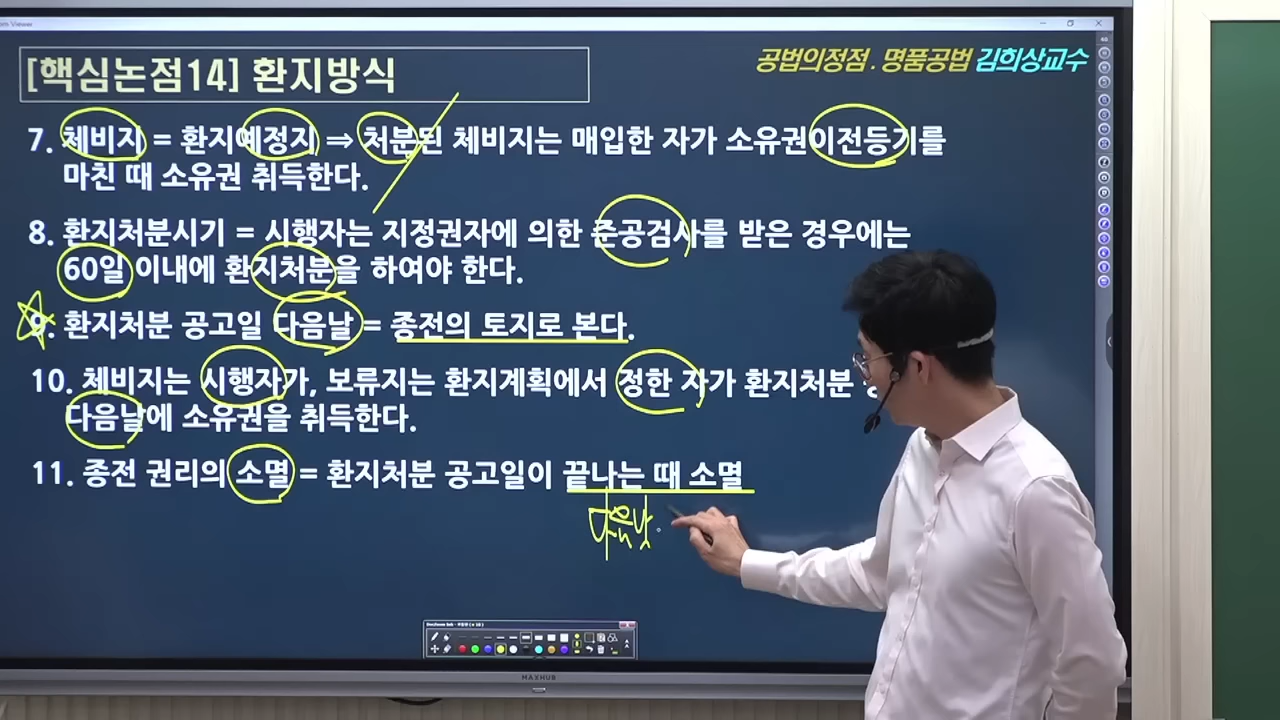 [핵심논점14] 환지방식
공법의정점 . 명품공법 김희상교수
7. 체비지 = 환지예정지 ⇒ 처분된 체비지는 매입한 자가 소유권이전등기를
마친 때 소유권 취득한다.
8. 환지처분시기 = 시행자는 지정권자에 의한 준공검사를 받은 경우에는
60일 이내에 환지처분을 하여야 한다.
9. 환지처분 공고일 다음날 = 종전의 토지로 본다.
10. 체비지는 시행자가, 보류지는 환지계획에서 정한 자가 환지처분
다음날에 소유권을 취득한다.
11. 종전 권리의 소멸 = 환지처분 공고일이 끝나는 때 소멸
다음날
MAXHUB